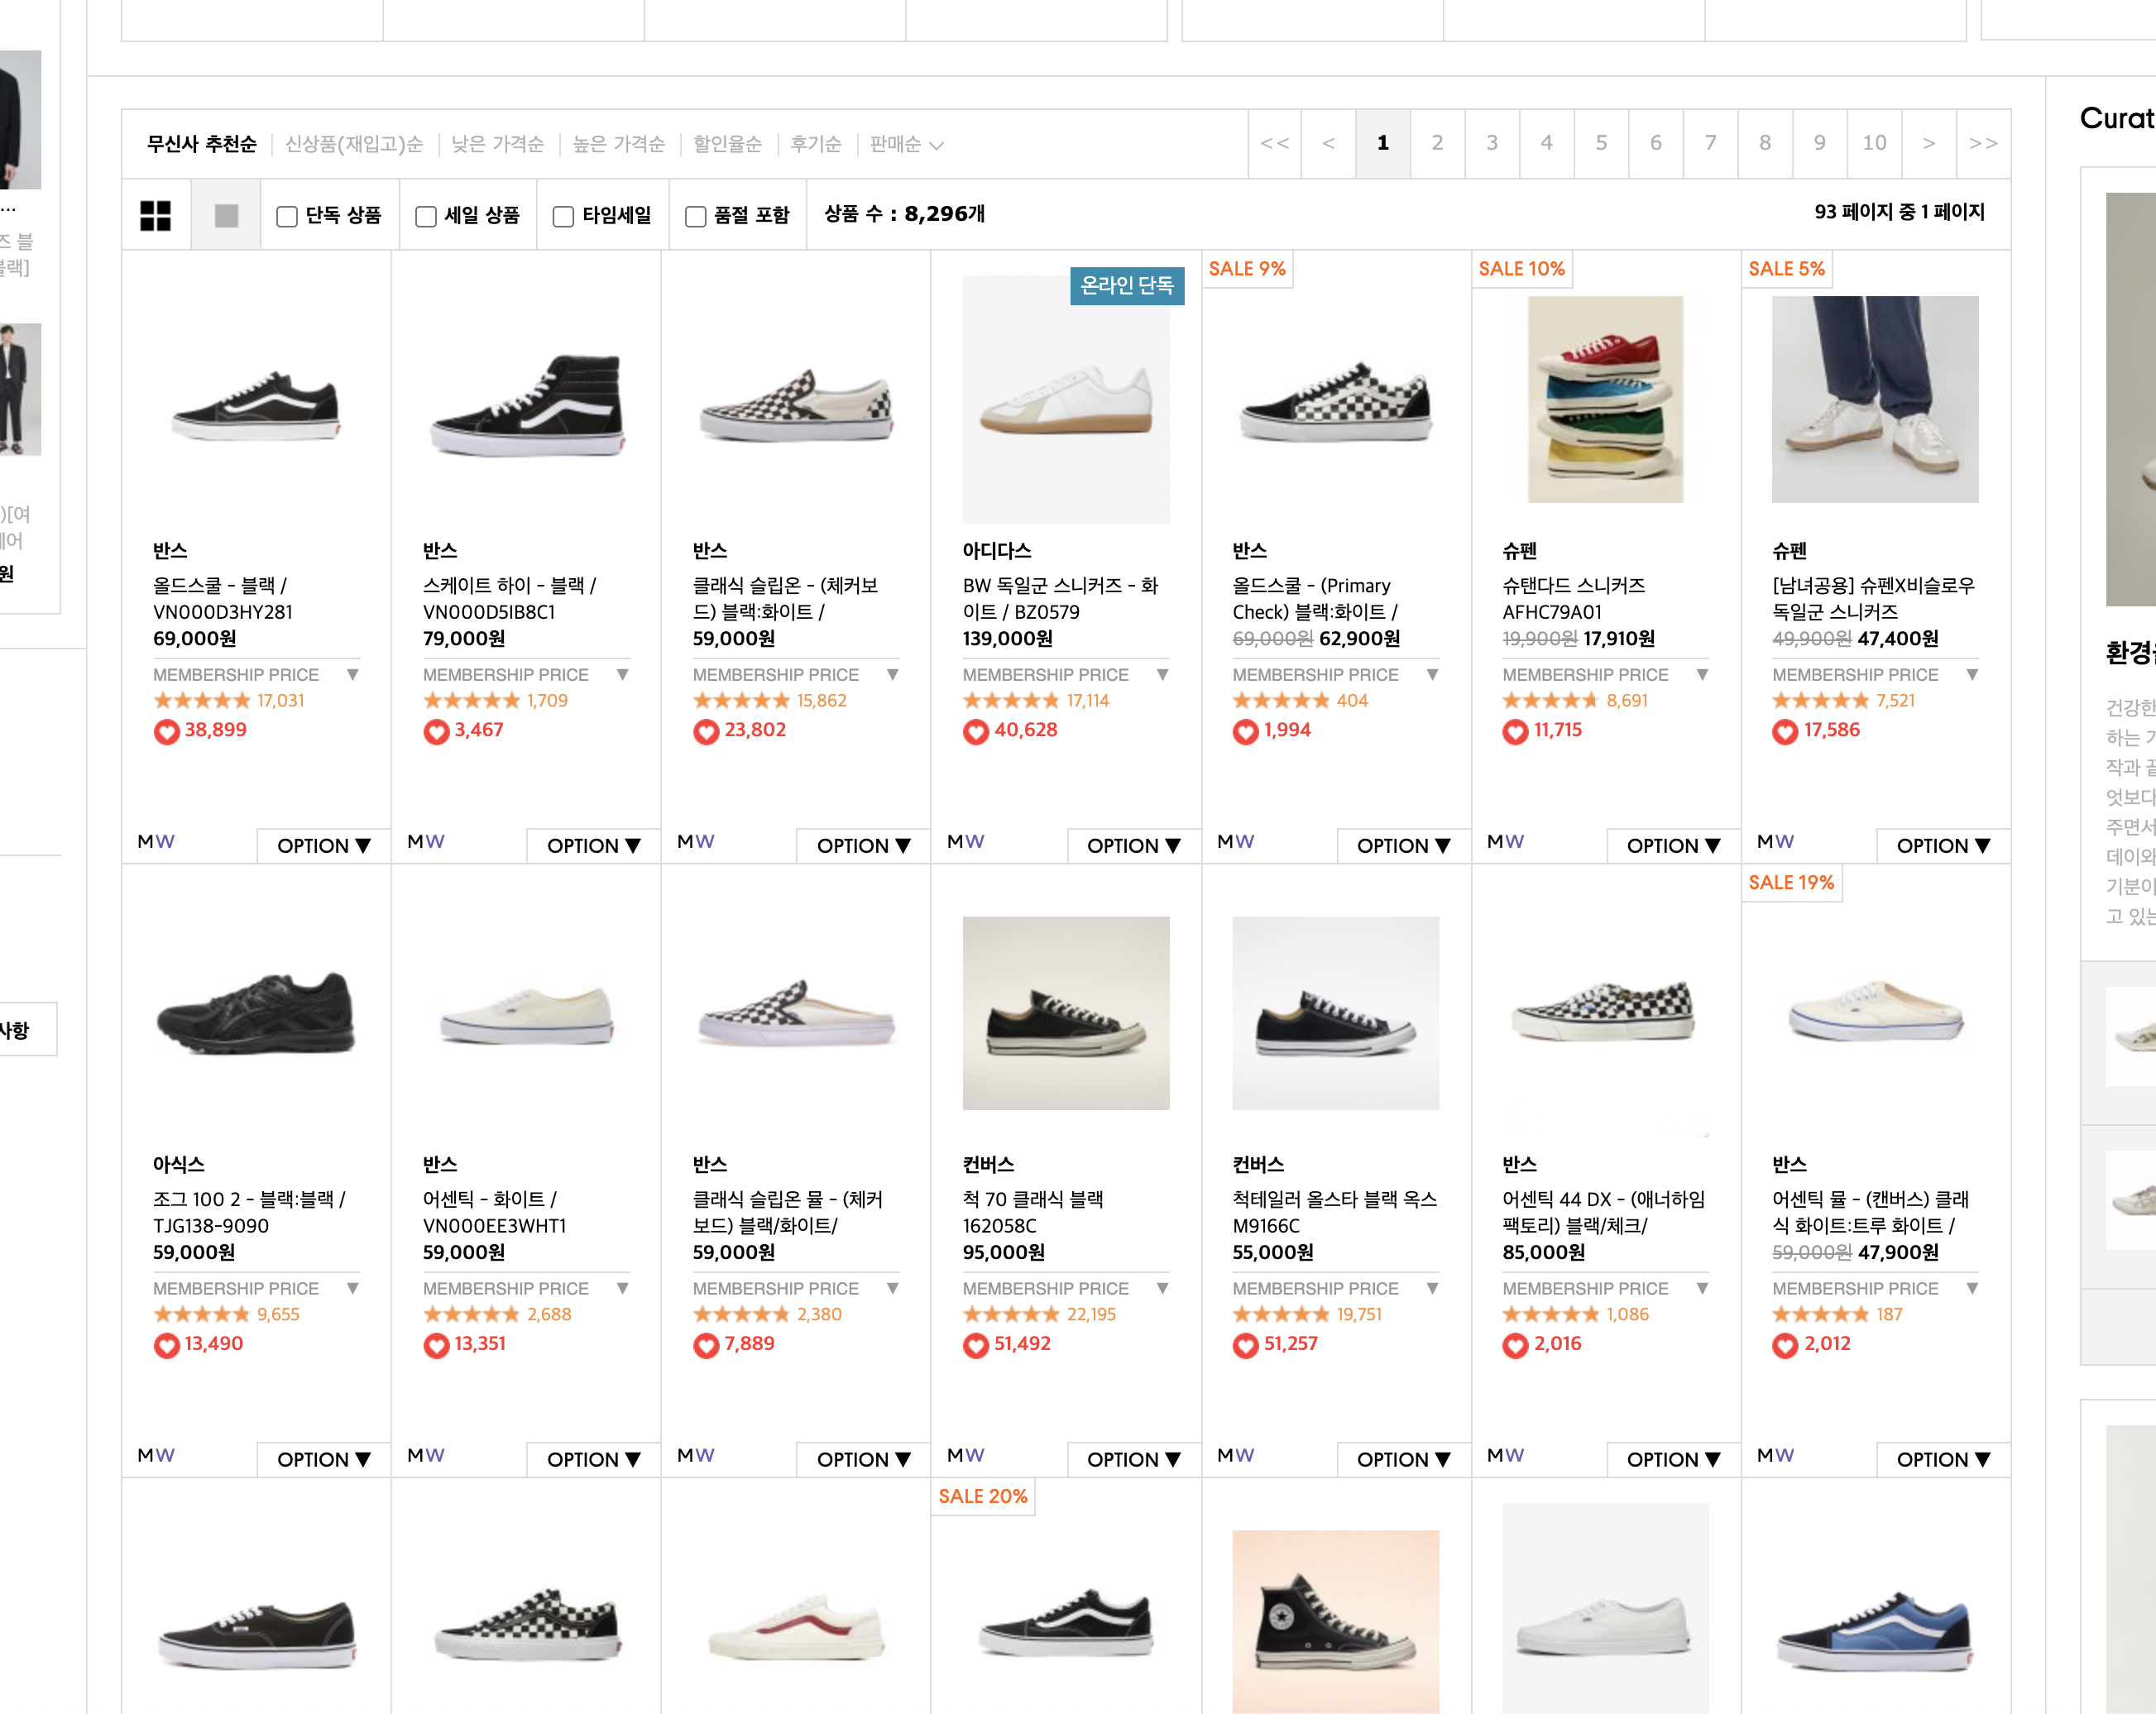 ...
즈 블
블랙]
)[여
웨어
원
사항
무신사 추천순 신상품(재입고)순 낮은 가격순 높은 가격순 할인율순 후기순 판매순
<< < 1 2 3 4 5 6 7 8 9 10 > >>
단독 상품 세일 상품 타임세일 품절 포함 상품 수 : 8,296개 93 페이지 중 1 페이지
온라인 단독
SALE 9%
SALE 10%
SALE 5%
반스
올드스쿨 - 블랙 /
VN000D3HY281
69,000원
MEMBERSHIP PRICE ▼
★★★★★ 17,031
38,899
MW OPTION ▼
반스
스케이트 하이 - 블랙 /
VN000D5IB8C1
79,000원
MEMBERSHIP PRICE ▼
★★★★★ 1,709
3,467
MW OPTION ▼
반스
클래식 슬립온 - (체커보
드) 블랙:화이트 /
59,000원
MEMBERSHIP PRICE ▼
★★★★★ 15,862
23,802
MW OPTION ▼
아디다스
BW 독일군 스니커즈 - 화
이트 / BZ0579
139,000원
MEMBERSHIP PRICE ▼
★★★★★ 17,114
40,628
MW OPTION ▼
반스
올드스쿨 - (Primary
Check) 블랙:화이트 /
69,000원 62,900원
MEMBERSHIP PRICE ▼
★★★★★ 404
1,994
MW OPTION ▼
슈펜
슈탠다드 스니커즈
AFHC79A01
19,900원 17,910원
MEMBERSHIP PRICE ▼
★★★★★ 8,691
11,715
MW OPTION ▼
슈펜
[남녀공용] 슈펜X비슬로우
독일군 스니커즈
49,900원 47,400원
MEMBERSHIP PRICE ▼
★★★★★ 7,521
17,586
MW OPTION ▼
SALE 19%
아식스
조그 100 2 - 블랙:블랙 /
TJG138-9090
59,000원
MEMBERSHIP PRICE ▼
★★★★★ 9,655
13,490
MW OPTION ▼
반스
어센틱 - 화이트 /
VN000EE3WHT1
59,000원
MEMBERSHIP PRICE ▼
★★★★★ 2,688
13,351
MW OPTION ▼
반스
클래식 슬립온 뮬 - (체커
보드) 블랙/화이트/
59,000원
MEMBERSHIP PRICE ▼
★★★★★ 2,380
7,889
MW OPTION ▼
컨버스
척 70 클래식 블랙
162058C
95,000원
MEMBERSHIP PRICE ▼
★★★★★ 22,195
51,492
MW OPTION ▼
컨버스
척테일러 올스타 블랙 옥스
M9166C
55,000원
MEMBERSHIP PRICE ▼
★★★★★ 19,751
51,257
MW OPTION ▼
반스
어센틱 44 DX - (애너하임
팩토리) 블랙/체크/
85,000원
MEMBERSHIP PRICE ▼
★★★★★ 1,086
2,016
MW OPTION ▼
반스
어센틱 뮬 - (캔버스) 클래
식 화이트:트루 화이트 /
59,000원 47,900원
MEMBERSHIP PRICE ▼
★★★★★ 187
2,012
MW OPTION ▼
SALE 20%
Curat
환경
건강한
하는
작과
엇보다
주면서
데이와
기분이
고 있는